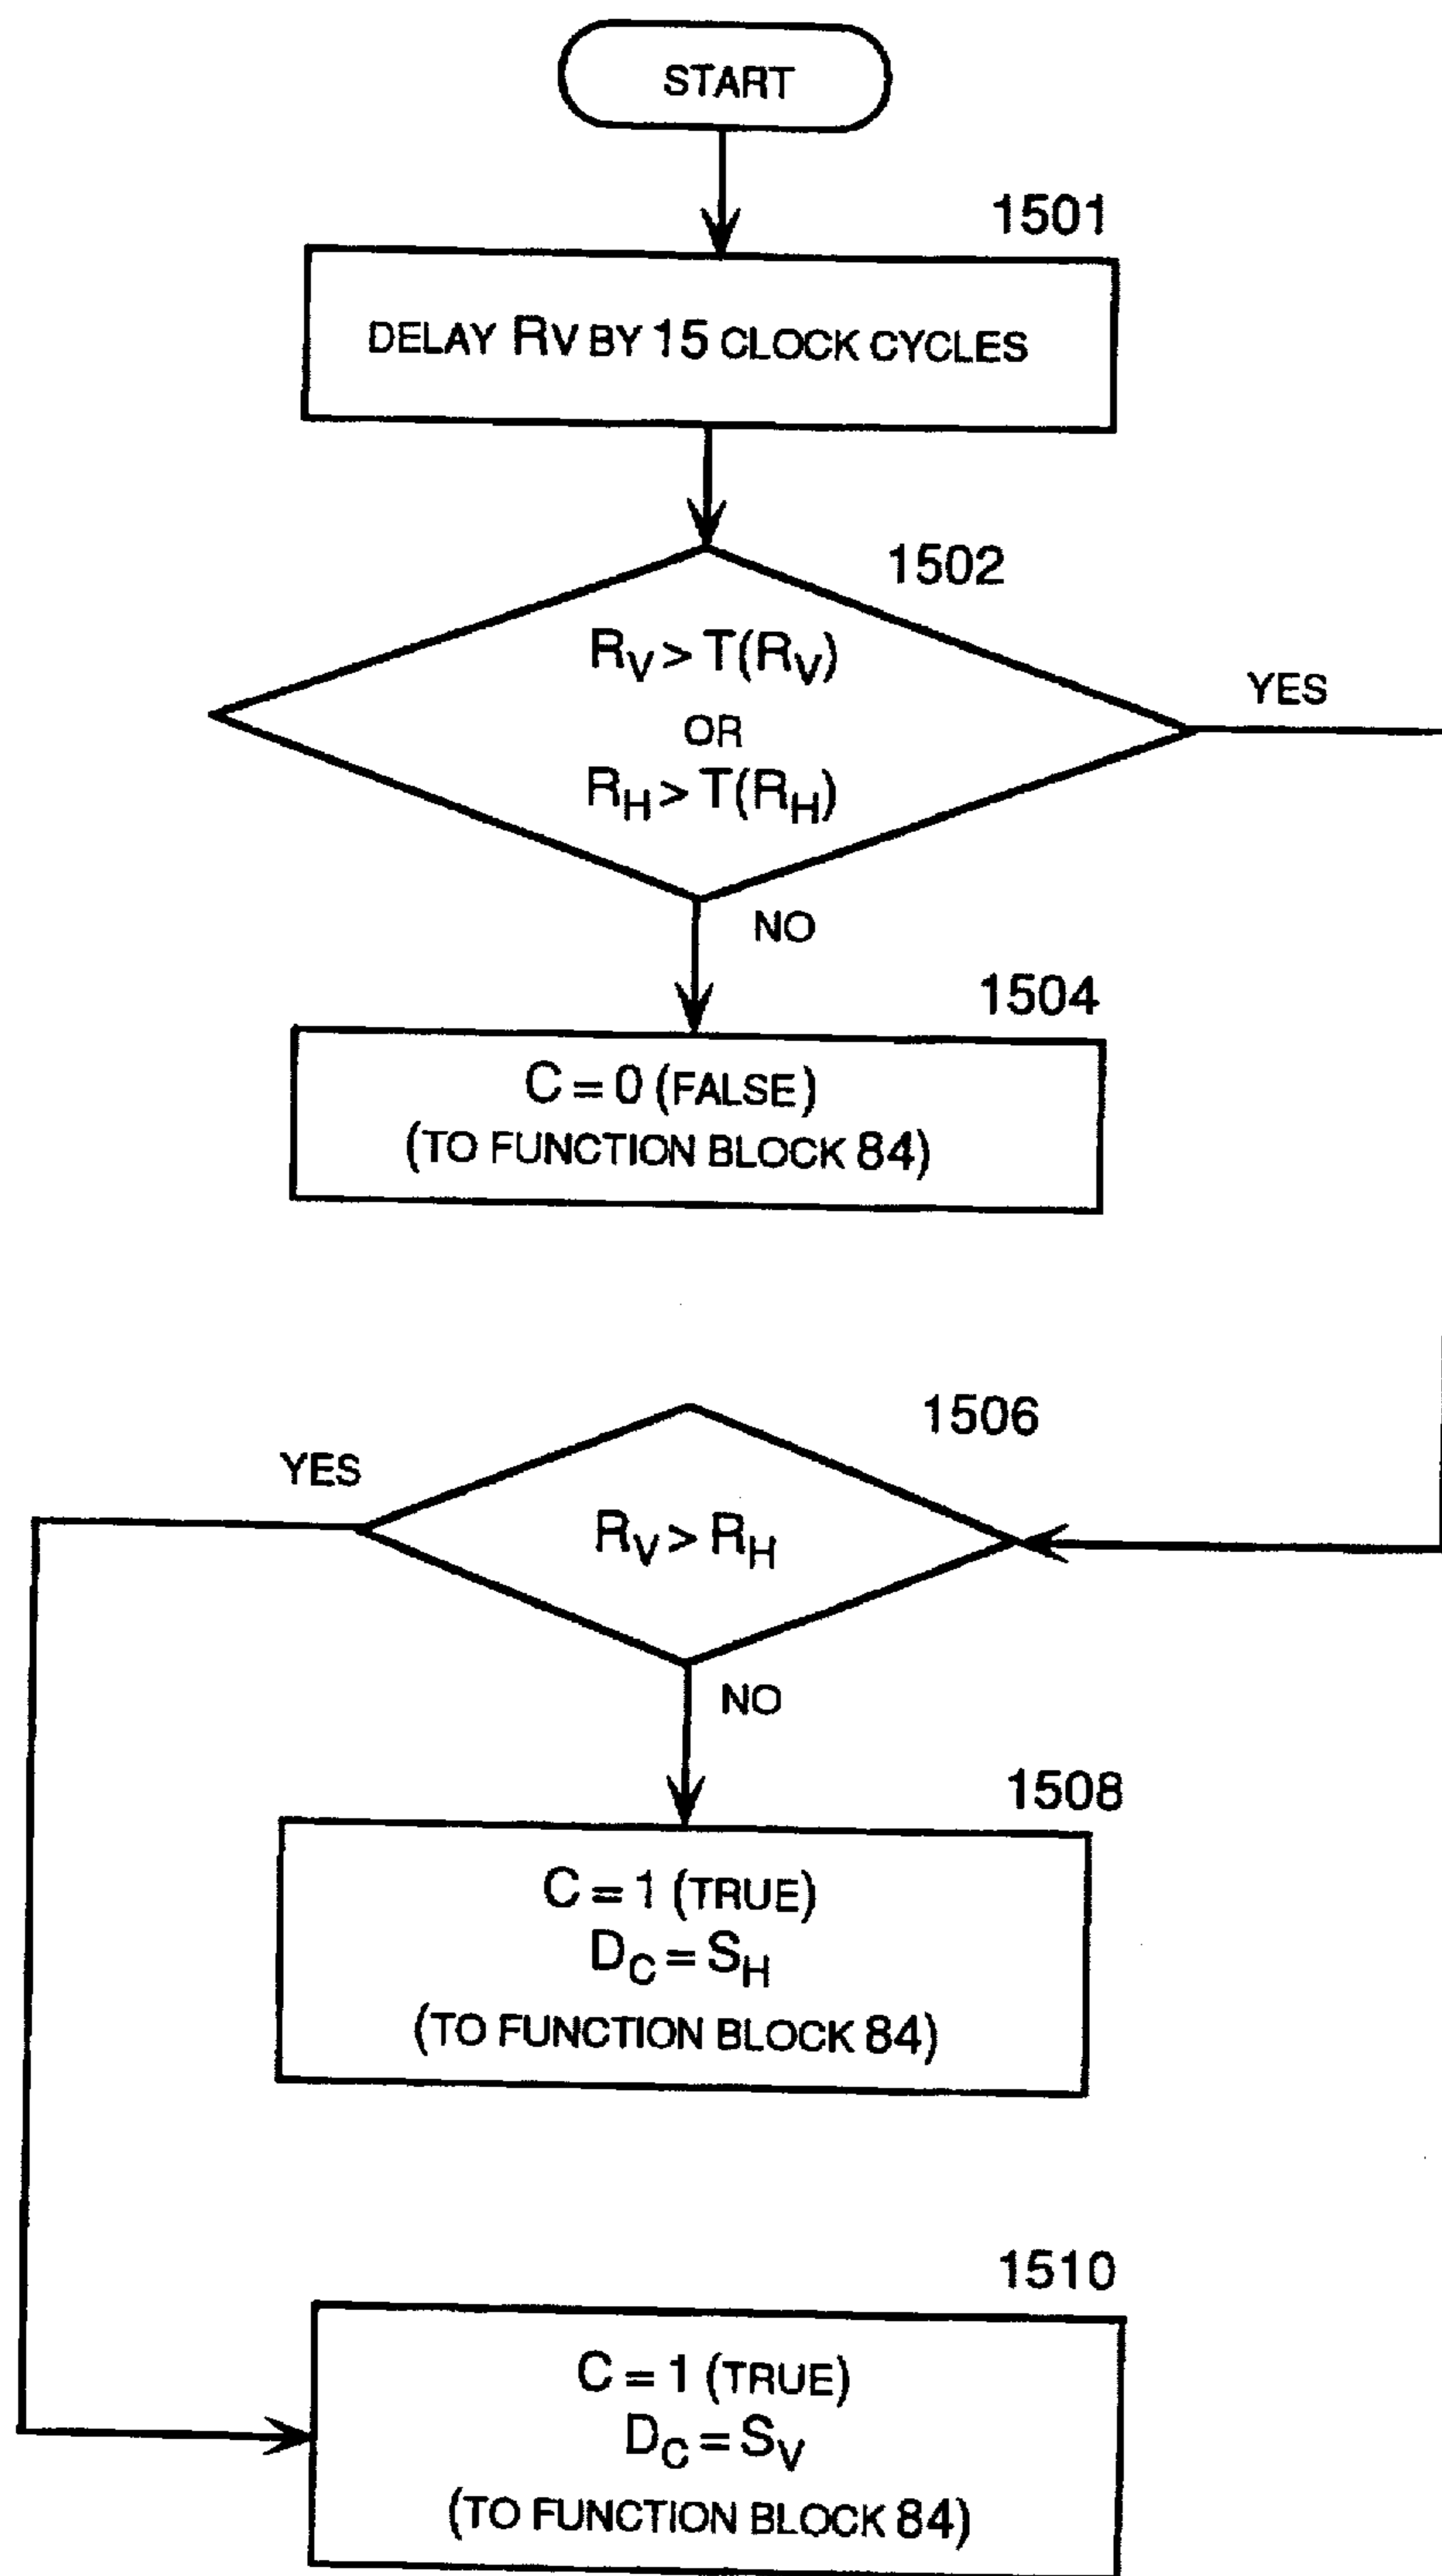 START
1501
DELAY RV BY 15 CLOCK CYCLES
1502
RV > T(RV)
YES
OR
RH > T(RH)
NO
1504
C = 0 (FALSE)
(TO FUNCTION BLOCK 84)
1506
YES
RV > RH
NO
1508
C = 1 (TRUE)
DC = SH
(TO FUNCTION BLOCK 84)
1510
C = 1 (TRUE)
DC = SV
(TO FUNCTION BLOCK 84)